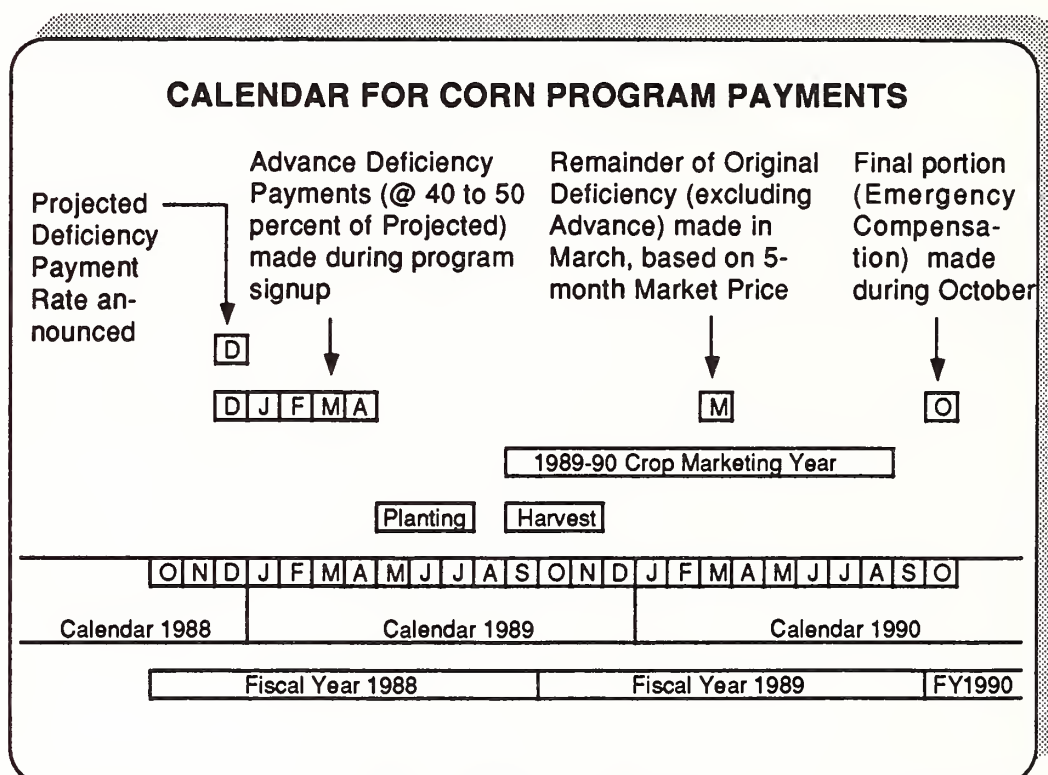 CALENDAR FOR CORN PROGRAM PAYMENTS
Projected
Deficiency
Payment
Rate an-
nounced
Advance Deficiency
Payments (@ 40 to 50
percent of Projected)
made during program
signup
Remainder of Original
Deficiency (excluding
Advance) made in
March, based on 5-
month Market Price
Final portion
(Emergency
Compensa-
tion) made
during October
D
D J F M A
M
O
1989-90 Crop Marketing Year
Planting Harvest
O N D J F M A M J J A S O N D J F M A M J J A S O
Calendar 1988 Calendar 1989 Calendar 1990
Fiscal Year 1988 Fiscal Year 1989 FY1990